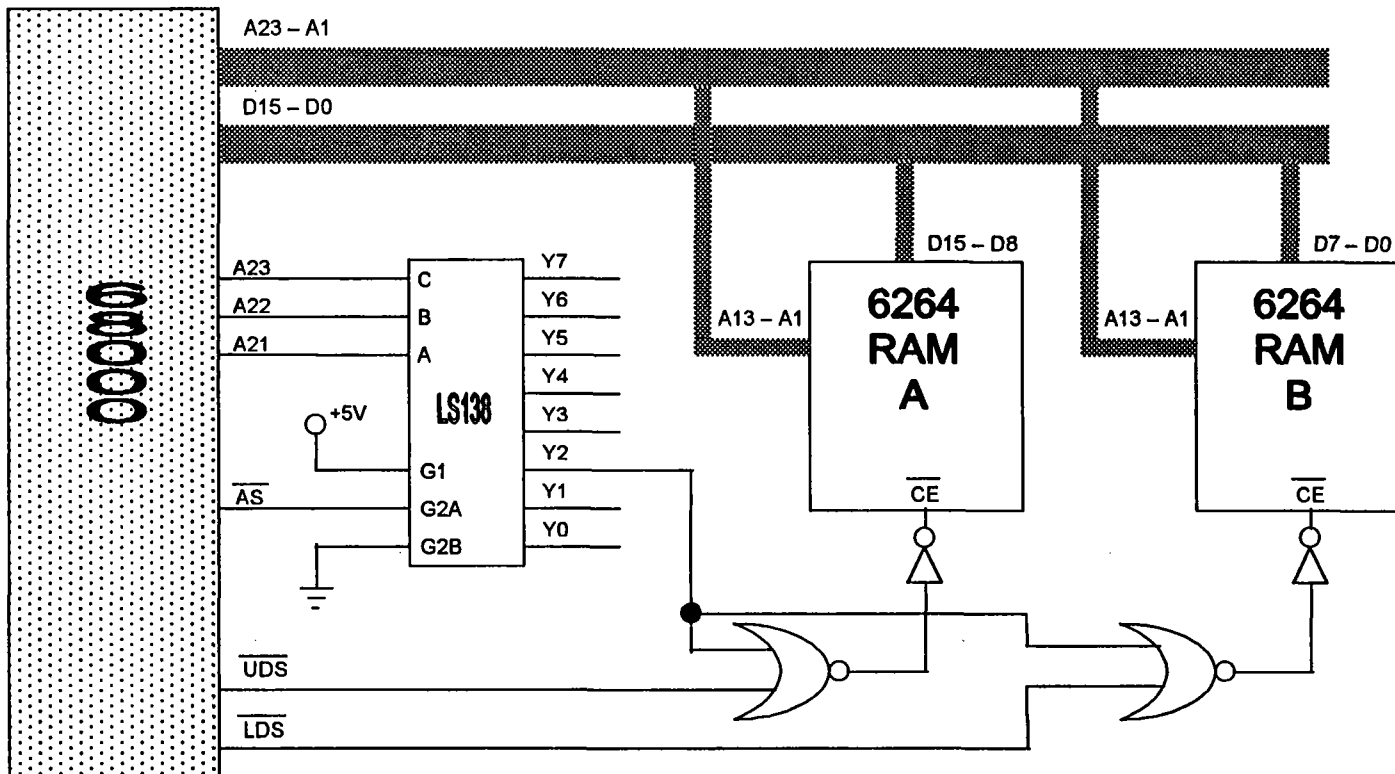 A23 – A1
D15 – D0
68000
A23
A22
A21
+5V
AS
UDS
LDS
C
B
A
LS138
G1
G2A
G2B
Y7
Y6
Y5
Y4
Y3
Y2
Y1
Y0
A13 – A1
D15 – D8
6264
RAM
A
CE
A13 – A1
D7 – D0
6264
RAM
B
CE